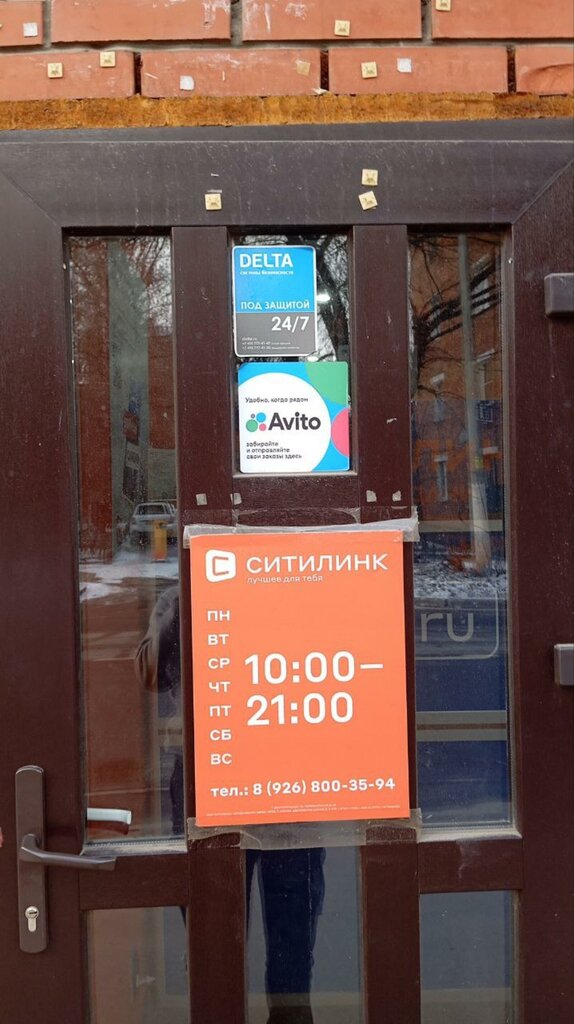 DELTA
системы безопасности
ПОД ЗАЩИТОЙ
24/7
delta.ru
Удобно, когда рядом
Avito
забирайте
и отправляйте
свои заказы здесь
СИТИЛИНК
лучшее для тебя
ПН
ВТ
СР
ЧТ
ПТ
СБ
ВС
10:00–
21:00
тел.: 8 (926) 800-35-94
ru